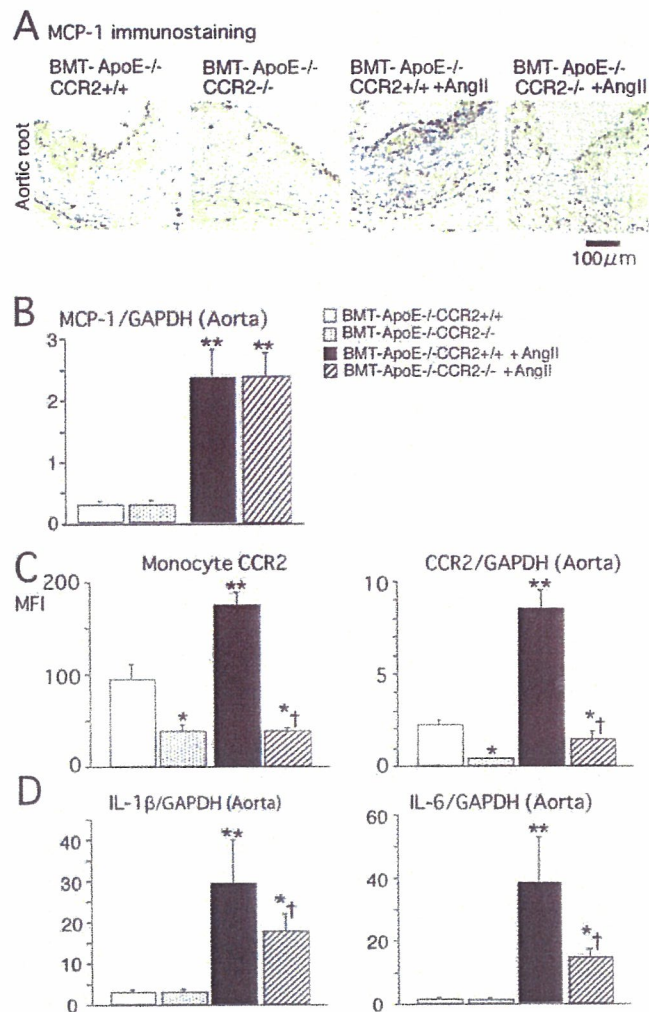 A MCP-1 immunostaining
BMT- ApoE-/-
CCR2+/+
BMT- ApoE-/-
CCR2-/-
BMT- ApoE-/-
CCR2+/+ +AngII
BMT- ApoE-/-
CCR2-/- +AngII
Aortic root
100μm
B MCP-1/GAPDH (Aorta)
3
2
1
0
**
**
BMT-ApoE-/-CCR2+/+
BMT-ApoE-/-CCR2-/-
BMT-ApoE-/-CCR2+/+ +AngII
BMT-ApoE-/-CCR2-/- +AngII
C
Monocyte CCR2
MFI
200
100
0
*
**
*†
CCR2/GAPDH (Aorta)
10
5
0
*
**
*†
D
IL-1β/GAPDH (Aorta)
40
30
20
10
0
**
*†
IL-6/GAPDH (Aorta)
60
40
20
0
**
*†